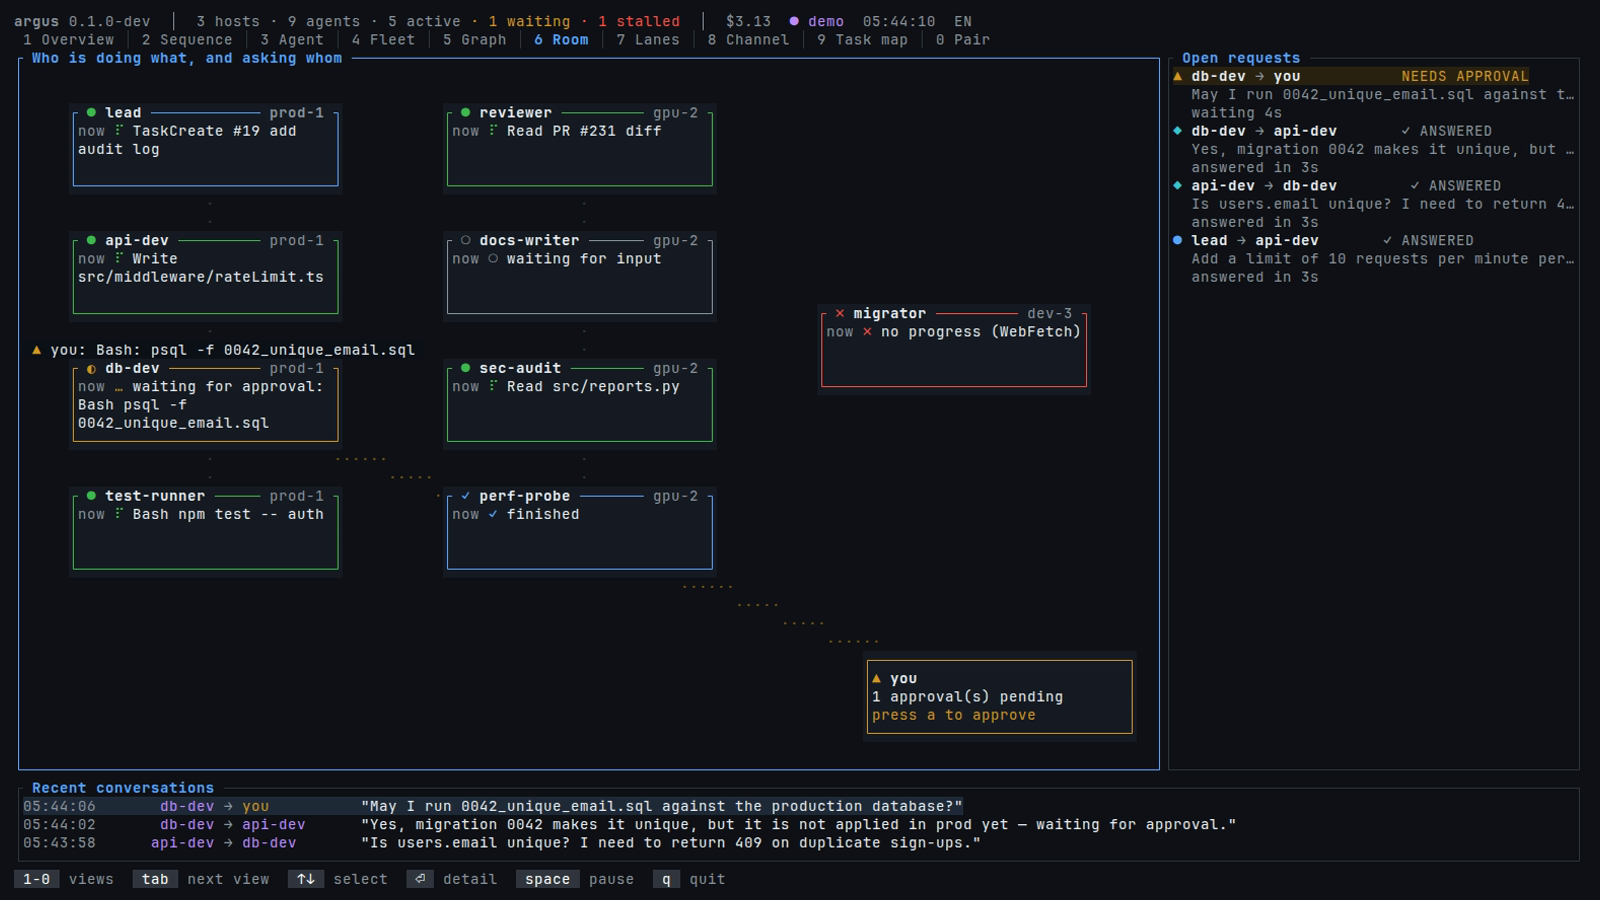 argus 0.1.0-dev │ 3 hosts · 9 agents · 5 active · 1 waiting · 1 stalled │ $3.13 ● demo 05:44:10 EN
1 Overview │ 2 Sequence │ 3 Agent │ 4 Fleet │ 5 Graph │ 6 Room │ 7 Lanes │ 8 Channel │ 9 Task map │ 0 Pair
Who is doing what, and asking whom
● lead prod-1
now ⠏ TaskCreate #19 add
audit log
● reviewer gpu-2
now ⠏ Read PR #231 diff
● api-dev prod-1
now ⠏ Write
src/middleware/rateLimit.ts
○ docs-writer gpu-2
now ○ waiting for input
✕ migrator dev-3
now ✕ no progress (WebFetch)
▲ you: Bash: psql -f 0042_unique_email.sql
◐ db-dev prod-1
now … waiting for approval:
Bash psql -f
0042_unique_email.sql
● sec-audit gpu-2
now ⠏ Read src/reports.py
● test-runner prod-1
now ⠏ Bash npm test -- auth
✓ perf-probe gpu-2
now ✓ finished
▲ you
1 approval(s) pending
press a to approve
Open requests
▲ db-dev → you NEEDS APPROVAL
May I run 0042_unique_email.sql against t…
waiting 4s
◆ db-dev → api-dev ✓ ANSWERED
Yes, migration 0042 makes it unique, but …
answered in 3s
◆ api-dev → db-dev ✓ ANSWERED
Is users.email unique? I need to return 4…
answered in 3s
● lead → api-dev ✓ ANSWERED
Add a limit of 10 requests per minute per…
answered in 3s
Recent conversations
05:44:06 db-dev → you "May I run 0042_unique_email.sql against the production database?"
05:44:02 db-dev → api-dev "Yes, migration 0042 makes it unique, but it is not applied in prod yet — waiting for approval."
05:43:58 api-dev → db-dev "Is users.email unique? I need to return 409 on duplicate sign-ups."
1-0 views tab next view ↑↓ select ⏎ detail space pause q quit